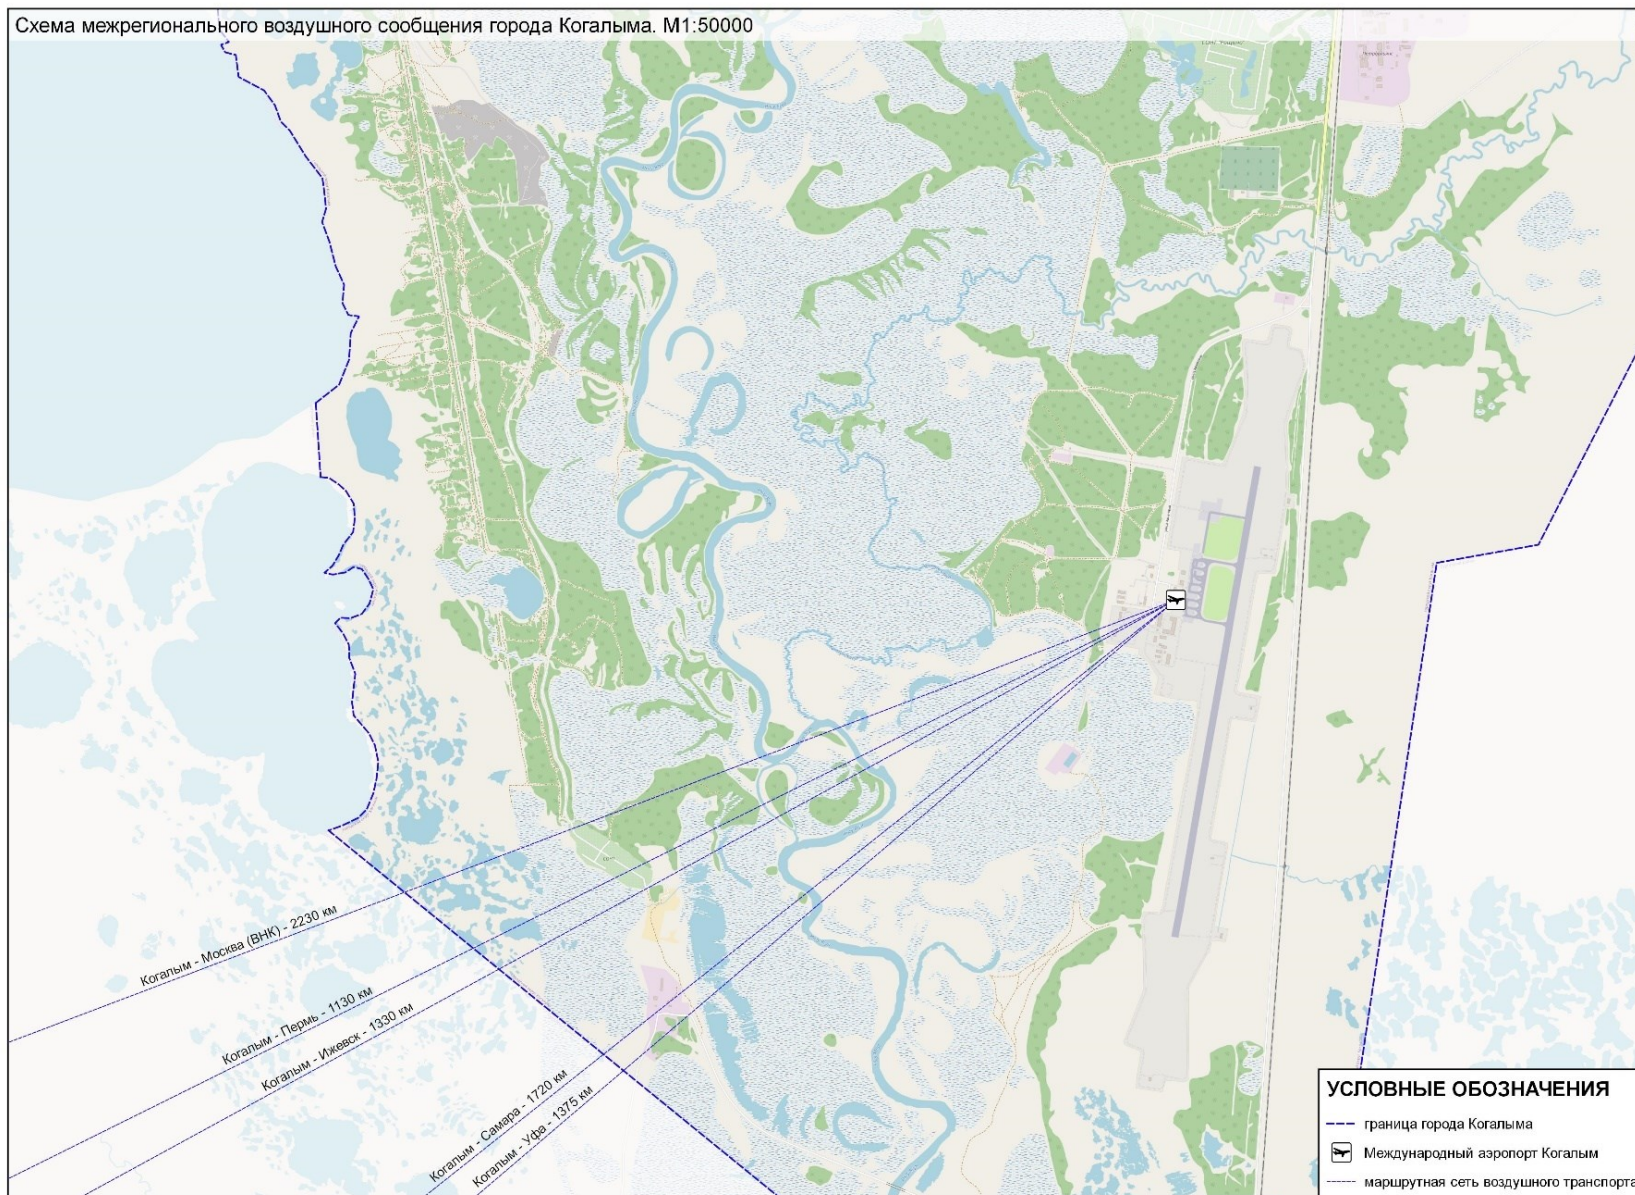 Схема межрегионального воздушного сообщения города Когалыма. М1:50000
Когалым - Москва (ВНК) - 2230 км
Когалым - Пермь - 1130 км
Когалым - Ижевск - 1330 км
Когалым - Самара - 1720 км
Когалым - Уфа - 1375 км
УСЛОВНЫЕ ОБОЗНАЧЕНИЯ
граница города Когалыма
Международный аэропорт Когалым
маршрутная сеть воздушного транспорта